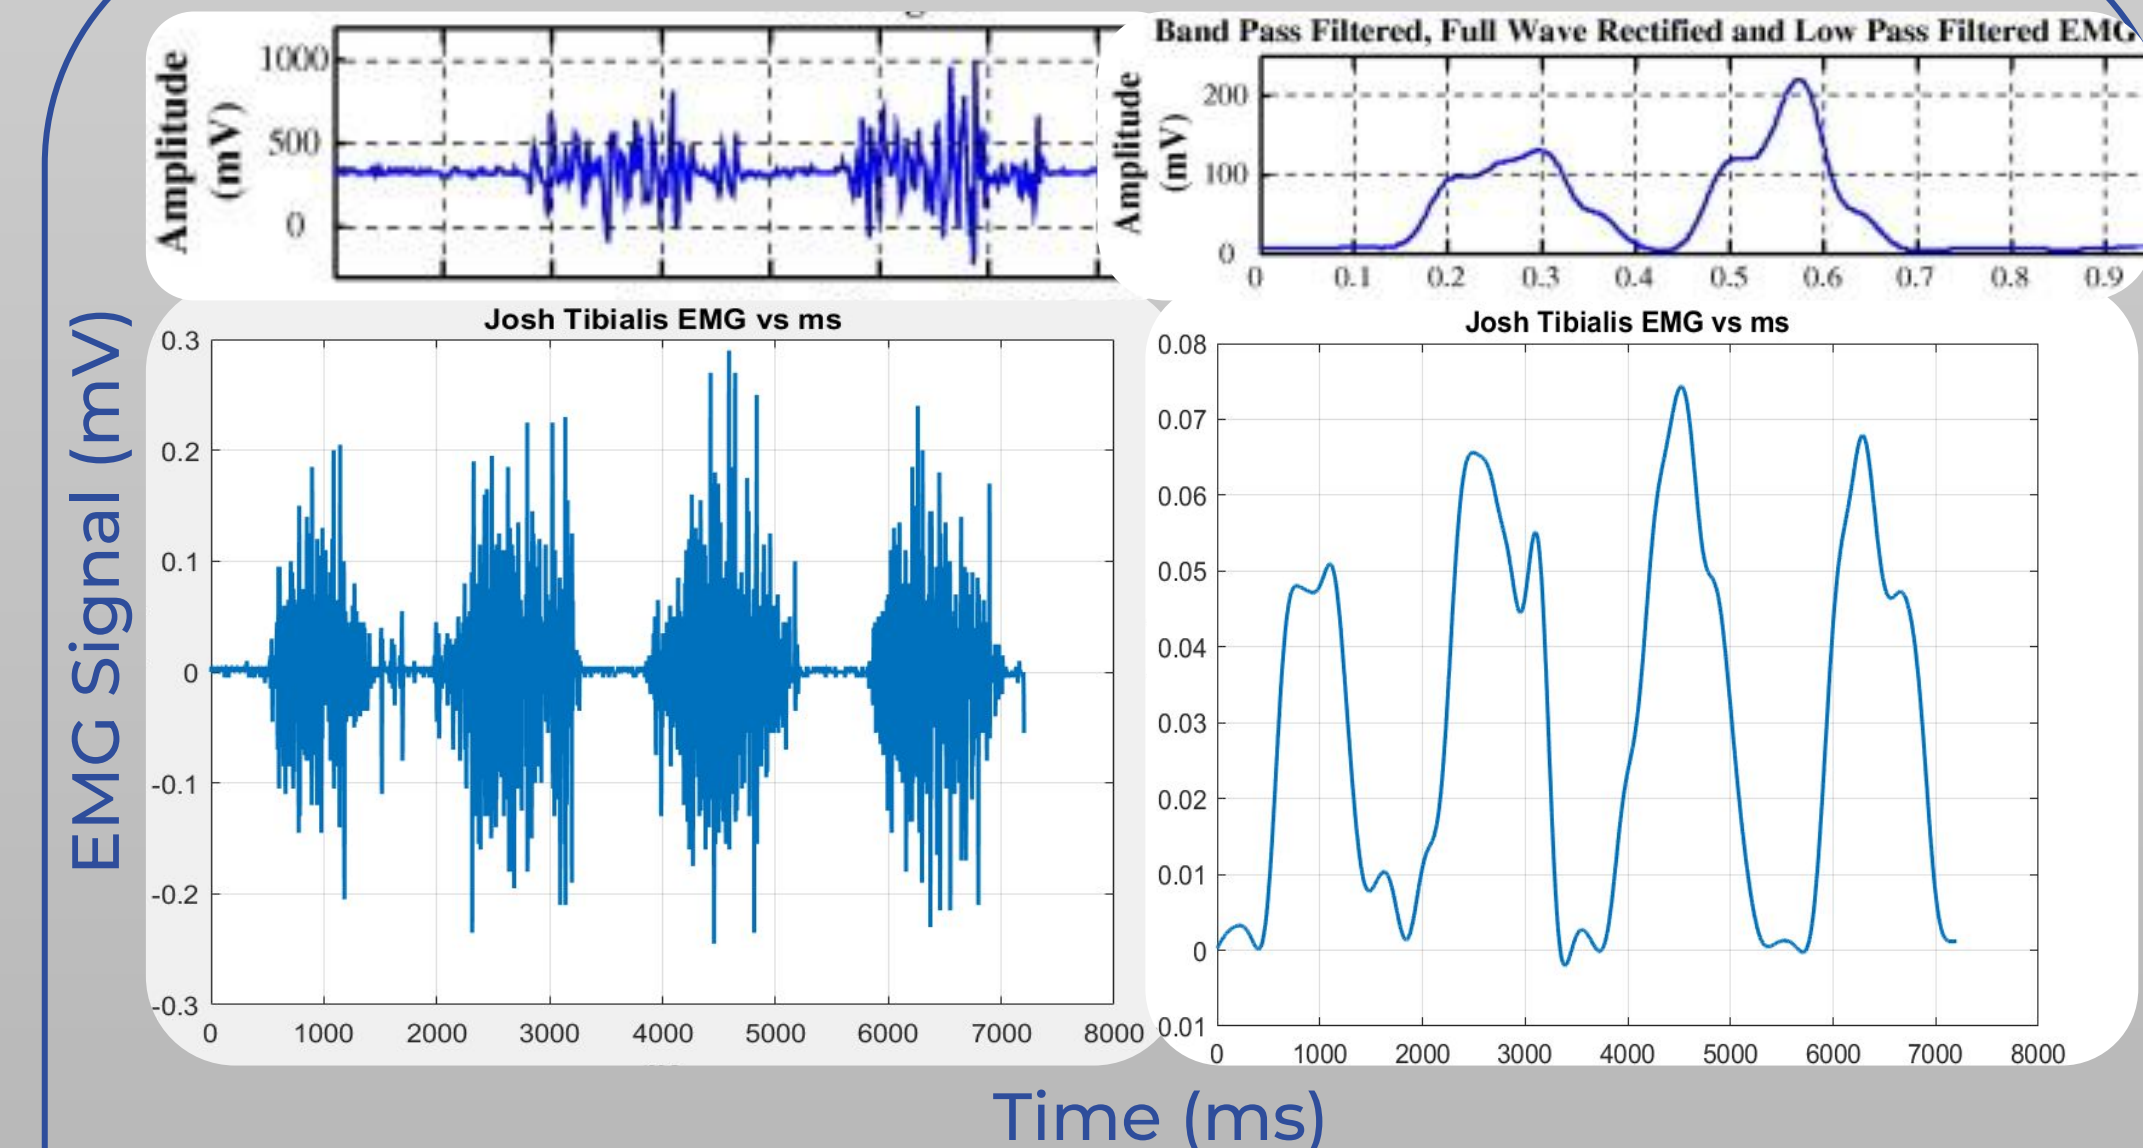 Amplitude
(mV)
1000
500
0
Band Pass Filtered, Full Wave Rectified and Low Pass Filtered EMG
Amplitude
(mV)
200
100
0
0 0.1 0.2 0.3 0.4 0.5 0.6 0.7 0.8 0.9
EMG Signal (mV)
Josh Tibialis EMG vs ms
0.3
0.2
0.1
0
-0.1
-0.2
-0.3
0 1000 2000 3000 4000 5000 6000 7000 8000
Josh Tibialis EMG vs ms
0.08
0.07
0.06
0.05
0.04
0.03
0.02
0.01
0
0.01
0 1000 2000 3000 4000 5000 6000 7000 8000
Time (ms)